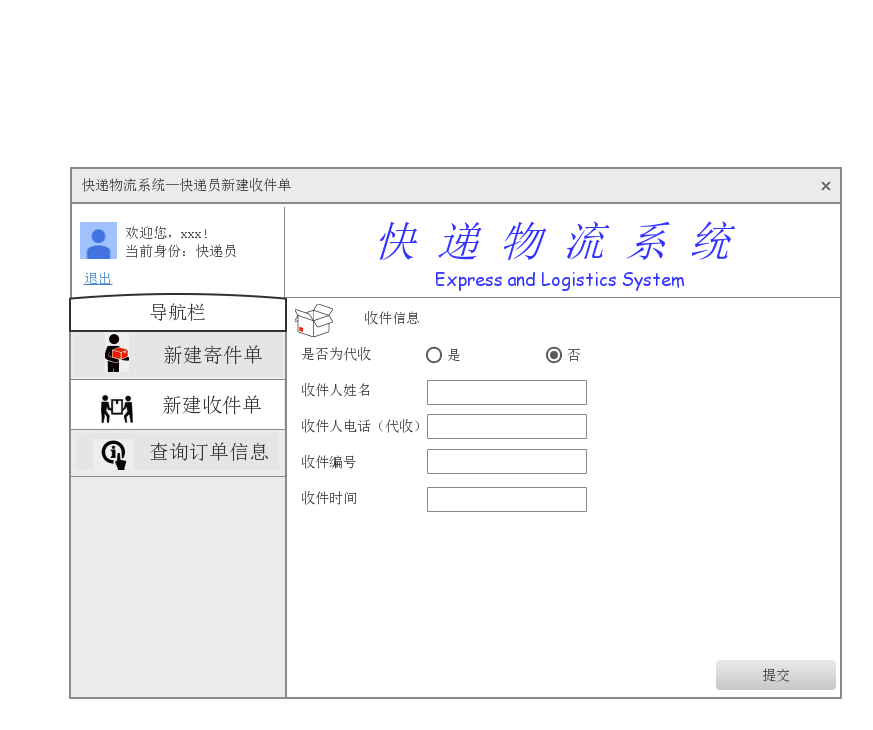 快递物流系统—快递员新建收件单
欢迎您，xxx!
当前身份：快递员
退出
快递物流系统
Express and Logistics System
导航栏
新建寄件单
新建收件单
查询订单信息
收件信息
是否为代收 是 否
收件人姓名
收件人电话（代收）
收件编号
收件时间
提交